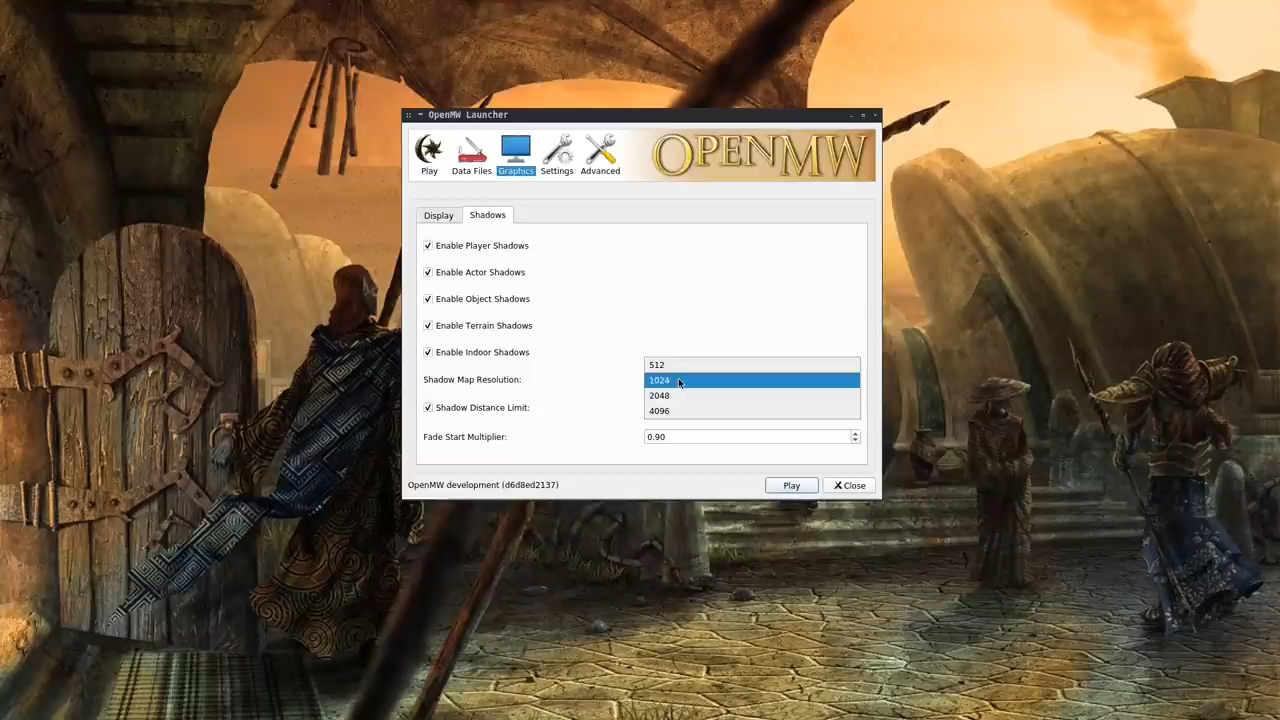 OpenMW Launcher
OPENMW
Play
Data Files
Graphics
Settings
Advanced
Display
Shadows
Enable Player Shadows
Enable Actor Shadows
Enable Object Shadows
Enable Terrain Shadows
Enable Indoor Shadows
512
Shadow Map Resolution: 1024
2048
Shadow Distance Limit: 4096
Fade Start Multiplier: 0.90
OpenMW development (d6d8ed2137)
Play
Close